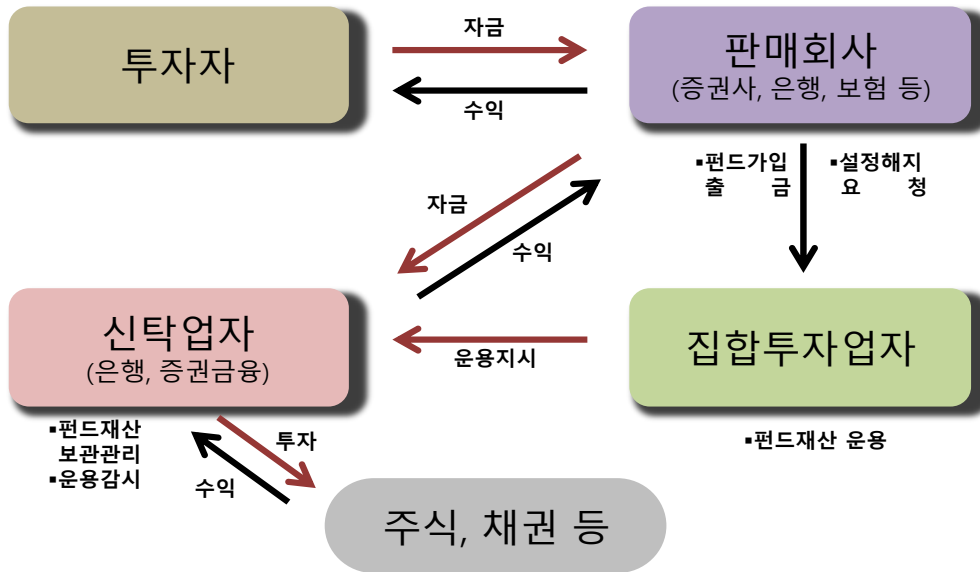 투자자
자금
수익
판매회사
(증권사, 은행, 보험 등)
▪펀드가입
출 금
▪설정해지
요 청
자금
수익
신탁업자
(은행, 증권금융)
운용지시
집합투자업자
▪펀드재산
보관관리
▪운용감시
투자
수익
▪펀드재산 운용
주식, 채권 등